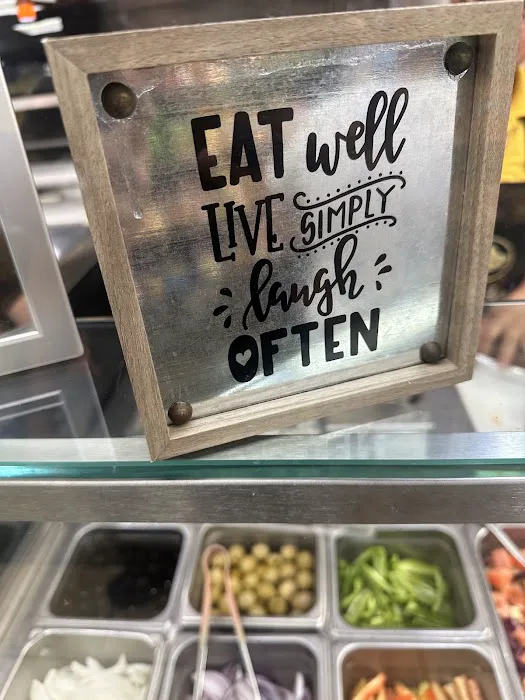 EAT well
LIVE SIMPLY
laugh
OFTEN